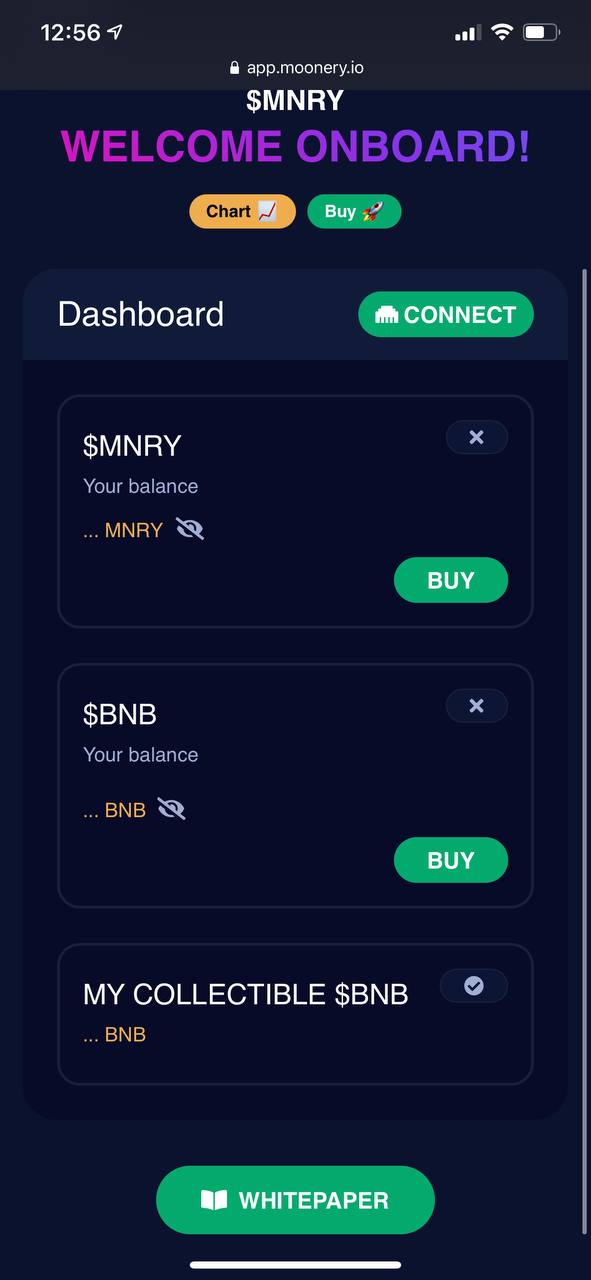 12:56
app.moonery.io
$MNRY
WELCOME ONBOARD!
Chart 📈 Buy 🚀
Dashboard CONNECT
$MNRY
Your balance
... MNRY
BUY
$BNB
Your balance
... BNB
BUY
MY COLLECTIBLE $BNB
... BNB
WHITEPAPER